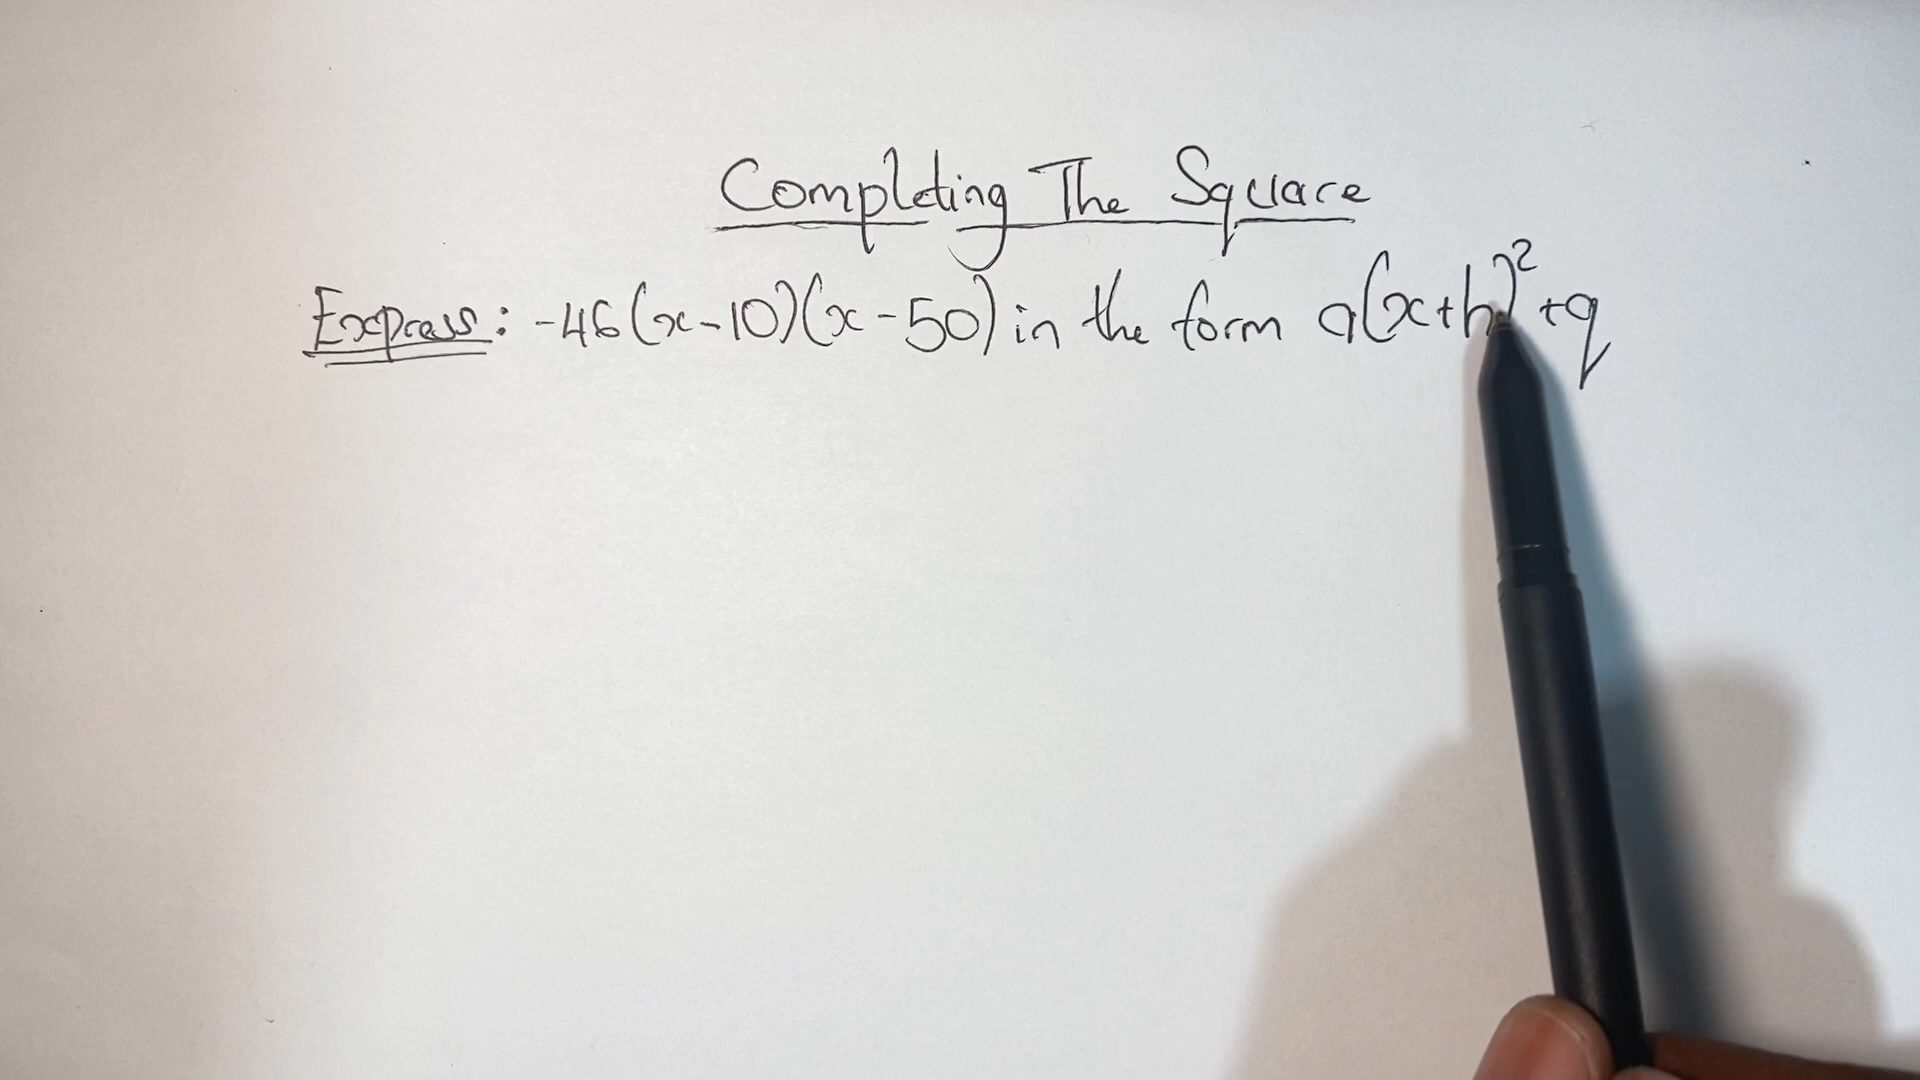 Completing The Square
Express: -46(x-10)(x-50) in the form a(x+h)²+q